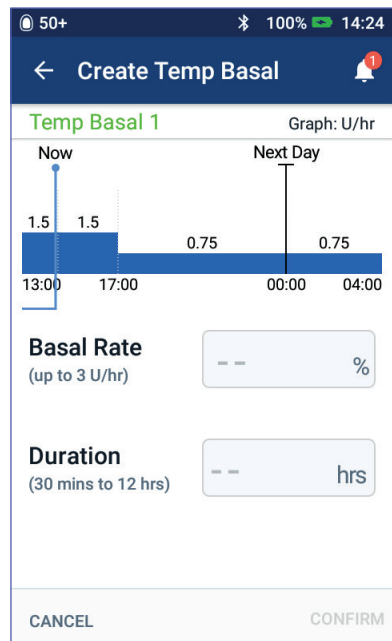 50+ 100% 14:24
Create Temp Basal 1
Temp Basal 1 Graph: U/hr
Now Next Day
1.5 1.5 0.75 0.75
13:00 17:00 00:00 04:00
Basal Rate
(up to 3 U/hr)
-- %
Duration
(30 mins to 12 hrs)
-- hrs
CANCEL CONFIRM